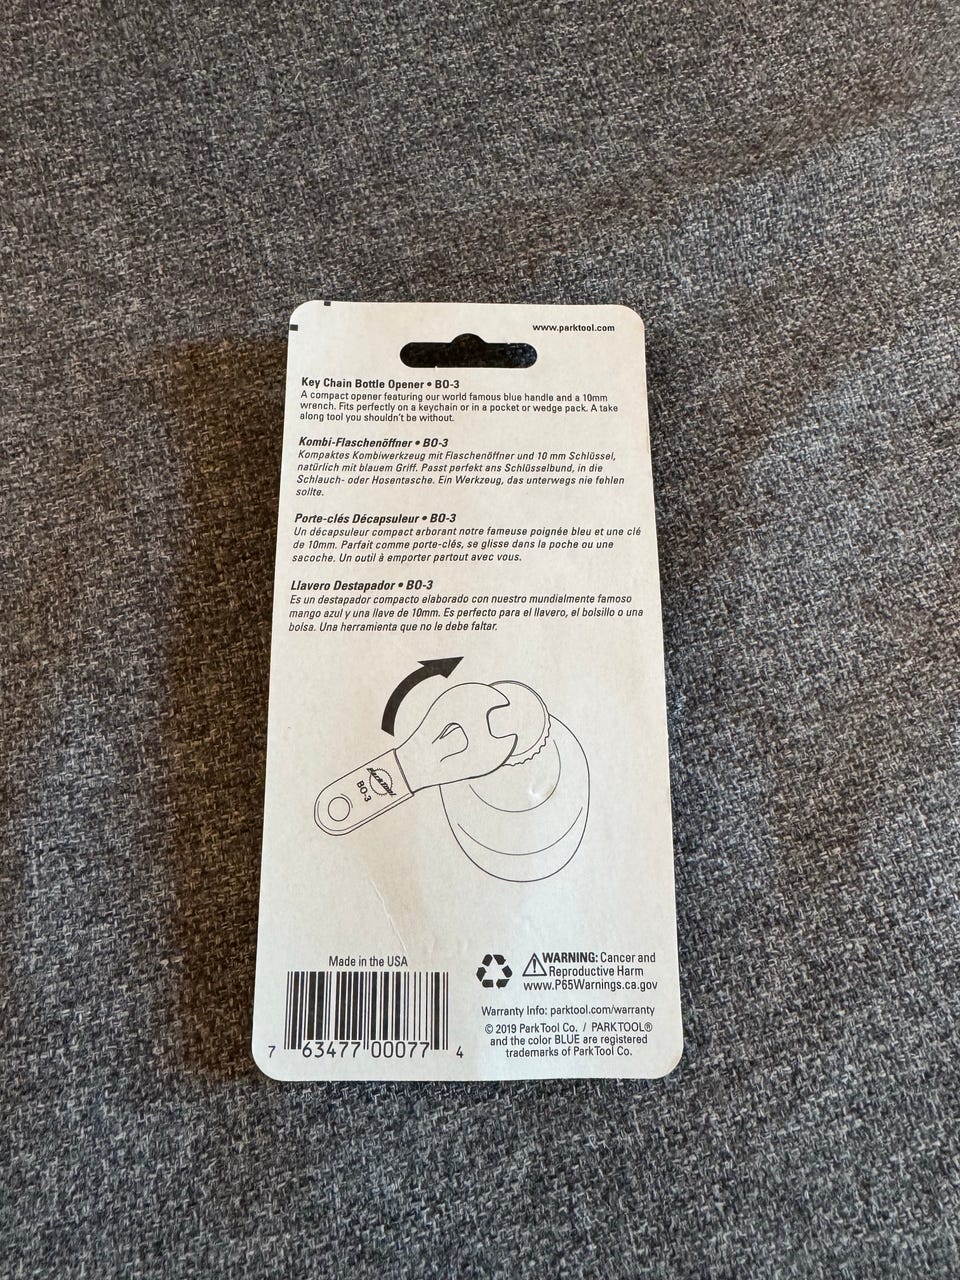 www.parktool.com
Key Chain Bottle Opener • BO-3
A compact opener featuring our world famous blue handle and a 10mm
wrench. Fits perfectly on a keychain or in a pocket or wedge pack. A take
along tool you shouldn't be without.
Kombi-Flaschenöffner • BO-3
Kompaktes Kombiwerkzeug mit Flaschenöffner und 10 mm Schlüssel,
natürlich mit blauem Griff. Passt perfekt ans Schlüsselbund, in die
Schlauch- oder Hosentasche. Ein Werkzeug, das unterwegs nie fehlen
sollte.
Porte-clés Décapsuleur • BO-3
Un décapsuleur compact arborant notre fameuse poignée bleu et une clé
de 10mm. Parfait comme porte-clés, se glisse dans la poche ou une
sacoche. Un outil à emporter partout avec vous.
Llavero Destapador • BO-3
Es un destapador compacto elaborado con nuestro mundialmente famoso
mango azul y una llave de 10mm. Es perfecto para el llavero, el bolsillo o una
bolsa. Una herramienta que no le debe faltar.
PARK TOOL
BO-3
Made in the USA
7 63477 00077 4
WARNING: Cancer and
Reproductive Harm
www.P65Warnings.ca.gov
Warranty Info: parktool.com/warranty
© 2019 Park Tool Co. / PARK TOOL®
and the color BLUE are registered
trademarks of Park Tool Co.